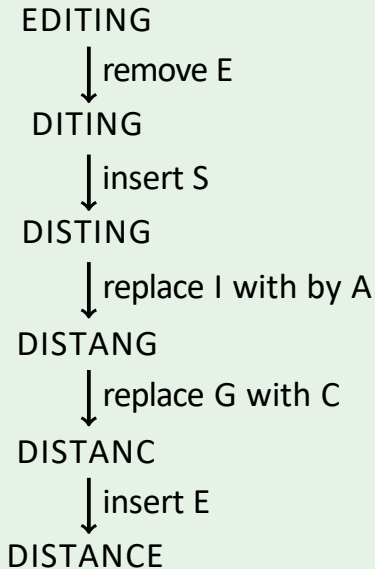 EDITING
remove E
DITING
insert S
DISTING
replace I with by A
DISTANG
replace G with C
DISTANC
insert E
DISTANCE